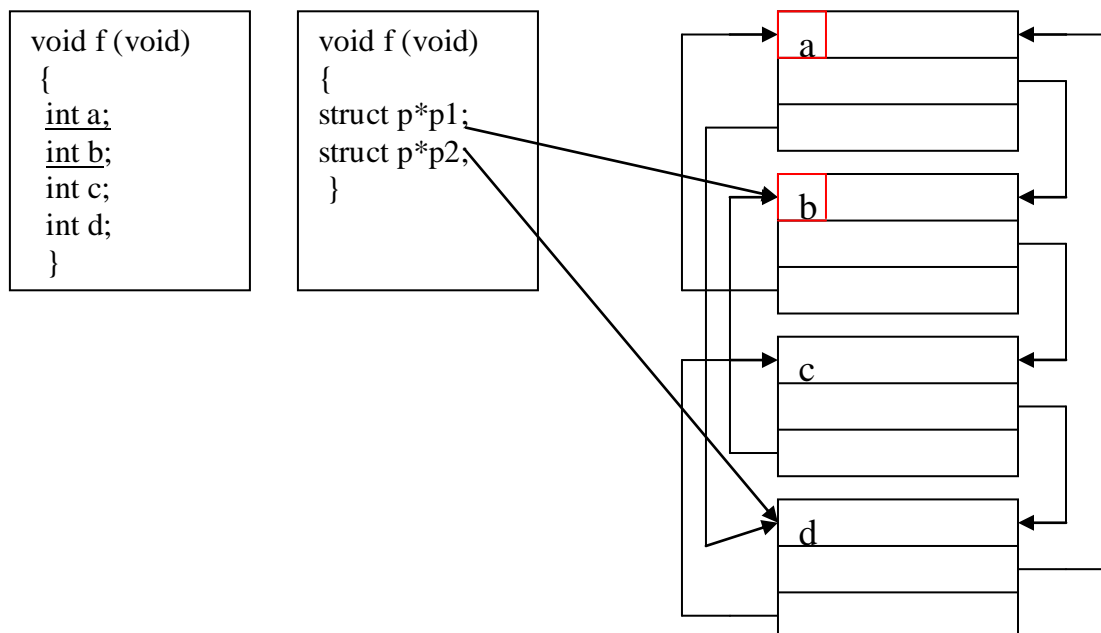 void f (void)
{
int a;
int b;
int c;
int d;
}
void f (void)
{
struct p*p1;
struct p*p2;
}
a
b
c
d